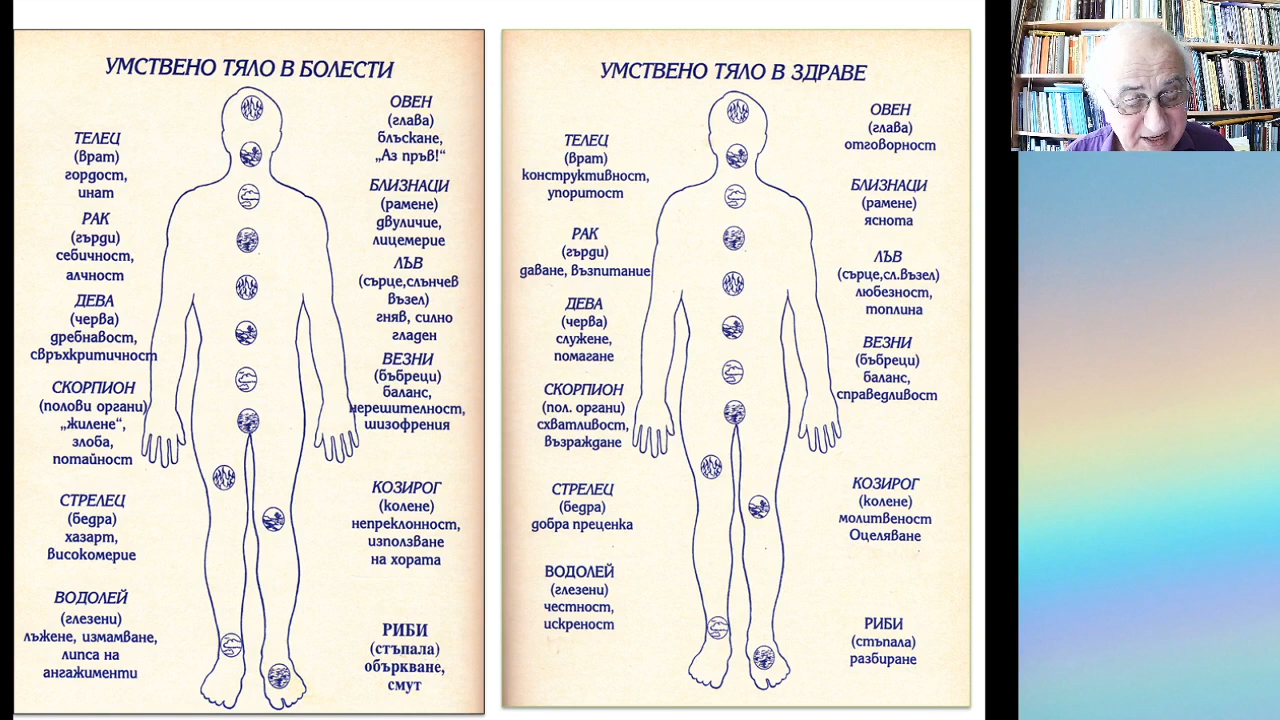 УМСТВЕНО ТЯЛО В БОЛЕСТИ
ОВЕН
(глава)
блъскане,
„Аз пръв!“
ТЕЛЕЦ
(врат)
гордост,
инат
БЛИЗНАЦИ
(рамене)
двуличие,
лицемерие
РАК
(гърди)
себичност,
алчност
ЛЪВ
(сърце,слънчев
възел)
гняв, силно
гладен
ДЕВА
(черва)
дребнавост,
свръхкритичност
ВЕЗНИ
(бъбреци)
баланс,
нерешителност,
шизофрения
СКОРПИОН
(полови органи)
„жилене“,
злоба,
потайност
СТРЕЛЕЦ
(бедра)
хазарт,
високомерие
КОЗИРОГ
(колене)
непреклонност,
използване
на хората
ВОДОЛЕЙ
(глезени)
лъжене, измамване,
липса на
ангажименти
РИБИ
(стъпала)
объркване,
смут
УМСТВЕНО ТЯЛО В ЗДРАВЕ
ОВЕН
(глава)
отговорност
ТЕЛЕЦ
(врат)
конструктивност,
упоритост
БЛИЗНАЦИ
(рамене)
яснота
РАК
(гърди)
даване, възпитание
ЛЪВ
(сърце,сл.възел)
любезност,
топлина
ДЕВА
(черва)
служене,
помагане
ВЕЗНИ
(бъбреци)
баланс,
справедливост
СКОРПИОН
(пол. органи)
схватливост,
възраждане
СТРЕЛЕЦ
(бедра)
добра преценка
КОЗИРОГ
(колене)
молитвеност
Оцеляване
ВОДОЛЕЙ
(глезени)
честност,
искреност
РИБИ
(стъпала)
разбиране